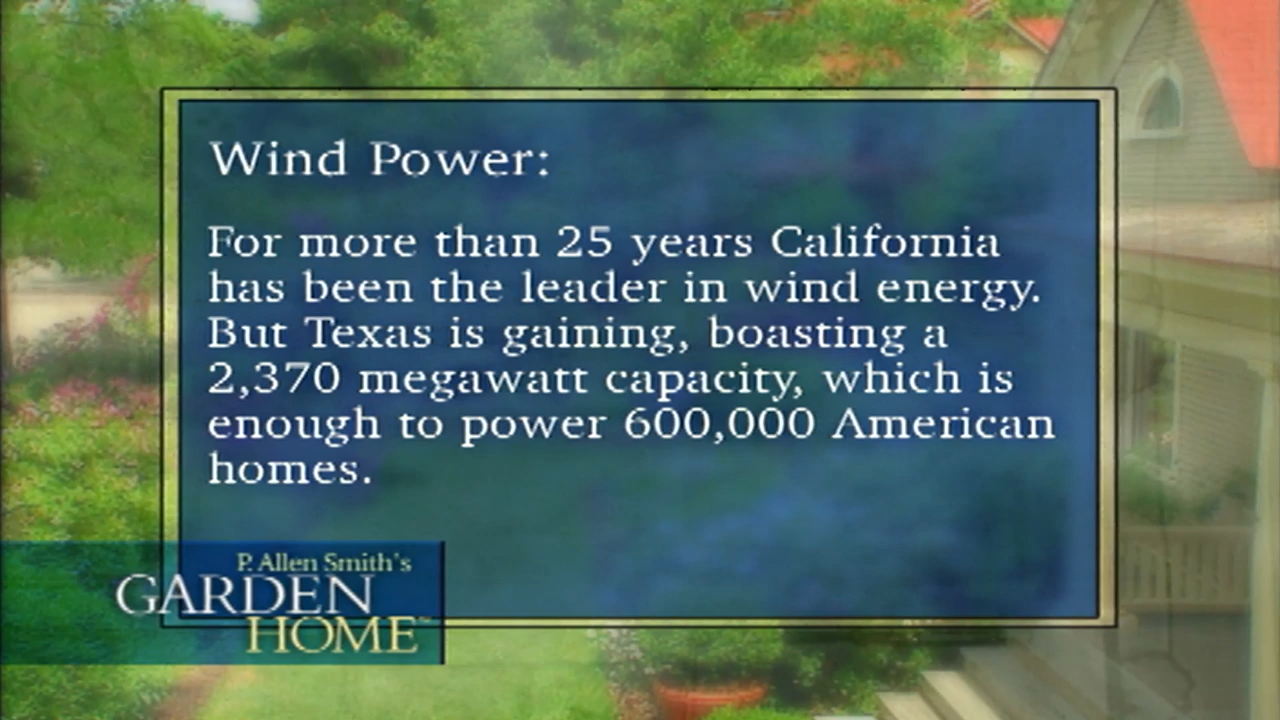 Wind Power:
For more than 25 years California
has been the leader in wind energy.
But Texas is gaining, boasting a
2,370 megawatt capacity, which is
enough to power 600,000 American
homes.
P. Allen Smith's
GARDEN
HOME